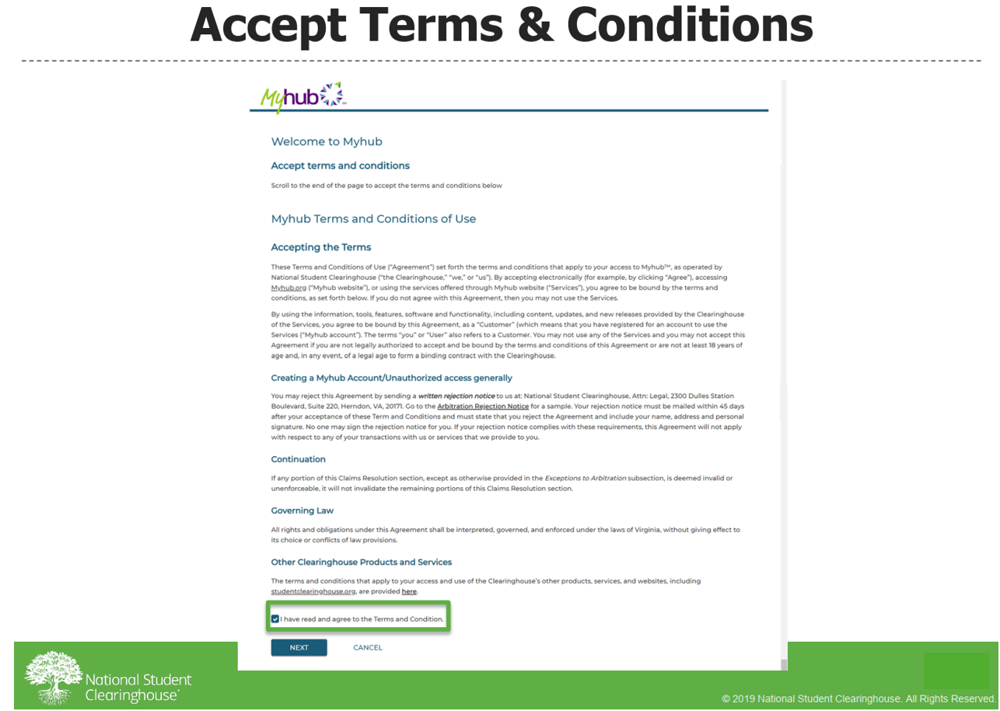 Accept Terms & Conditions
Myhub
Welcome to Myhub
Accept terms and conditions
Scroll to the end of the page to accept the terms and conditions below
Myhub Terms and Conditions of Use
Accepting the Terms
These Terms and Conditions of Use (“Agreement”) set forth the terms and conditions that apply to your access to Myhub™, as operated by
National Student Clearinghouse (“the Clearinghouse,” “we,” or “us”). By accepting electronically (for example, by clicking “Agree”), accessing
Myhub.org (“Myhub website”), or using the services offered through Myhub website (“Services”), you agree to be bound by the terms and
conditions, as set forth below. If you do not agree with this Agreement, then you may not use the Services.
By using the information, tools, features, software and functionality, including content, updates, and new releases provided by the Clearinghouse
of the Services, you agree to be bound by this Agreement, as a “Customer” (which means that you have registered for an account to use the
Services (“Myhub account”). The terms “you” or “User” also refers to a Customer. You may not use any of the Services and you may not accept this
Agreement if you are not legally authorized to accept and be bound by the terms and conditions of this Agreement or are not at least 18 years of
age and, in any event, of a legal age to form a binding contract with the Clearinghouse.
Creating a Myhub Account/Unauthorized access generally
You may reject this Agreement by sending a written rejection notice to us at: National Student Clearinghouse, Attn: Legal, 2300 Dulles Station
Boulevard, Suite 220, Herndon, VA, 20171. Go to the Arbitration Rejection Notice for a sample. Your rejection notice must be mailed within 45 days
after your acceptance of these Term and Conditions and must state that you reject the Agreement and include your name, address and personal
signature. No one may sign the rejection notice for you. If your rejection notice complies with these requirements, this Agreement will not apply
with respect to any of your transactions with us or services that we provide to you.
Continuation
If any portion of this Claims Resolution section, except as otherwise provided in the Exceptions to Arbitration subsection, is deemed invalid or
unenforceable, it will not invalidate the remaining portions of this Claims Resolution section.
Governing Law
All rights and obligations under this Agreement shall be interpreted, governed, and enforced under the laws of Virginia, without giving effect to
its choice or conflicts of law provisions.
Other Clearinghouse Products and Services
The terms and conditions that apply to your access and use of the Clearinghouse’s other products, services, and websites, including
studentclearinghouse.org, are provided here.
I have read and agree to the Terms and Condition.
NEXT CANCEL
National Student
Clearinghouse
© 2019 National Student Clearinghouse. All Rights Reserved.